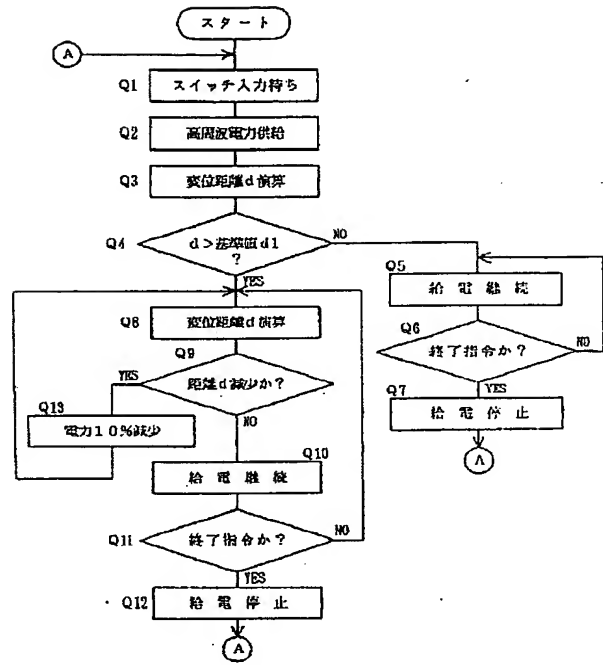 スタート
A
Q1
スイッチ入力待ち
Q2
高周波電力供給
Q3
変位距離d演算
Q4
d>基準値d1
?
NO
YES
Q5
給電継続
Q6
終了指令か?
NO
YES
Q7
給電停止
A
Q8
変位距離d演算
Q9
距離d減少か?
YES
NO
Q13
電力10%減少
Q10
給電継続
Q11
終了指令か?
NO
YES
Q12
給電停止
A